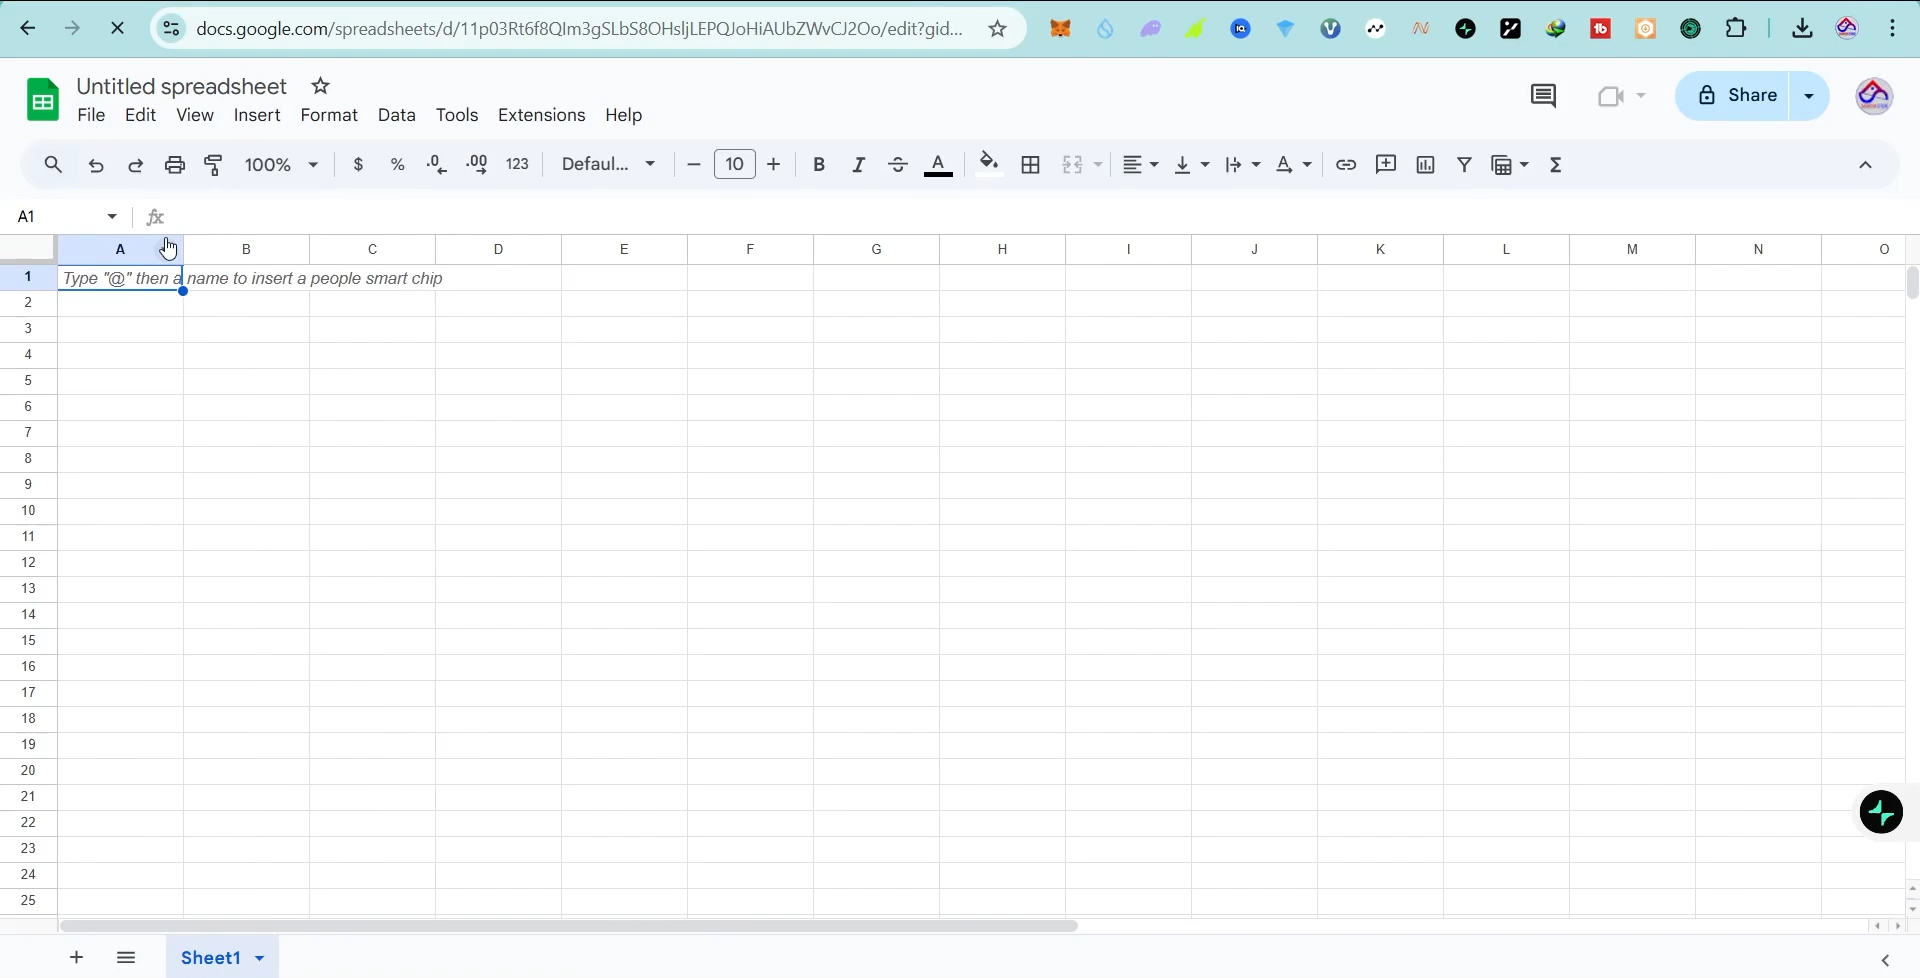 docs.google.com/spreadsheets/d/11p03Rt6f8QIm3gSLbS8OHsljLEPQJoHiAUbZWvCJ2Oo/edit?gid...
Untitled spreadsheet
File Edit View Insert Format Data Tools Extensions Help
Share
100% $ % .0 .00 123 Defaul... 10 B I S A
A1 fx
A B C D E F G H I J K L M N O
1 Type "@" then a name to insert a people smart chip
2
3
4
5
6
7
8
9
10
11
12
13
14
15
16
17
18
19
20
21
22
23
24
25
Sheet1